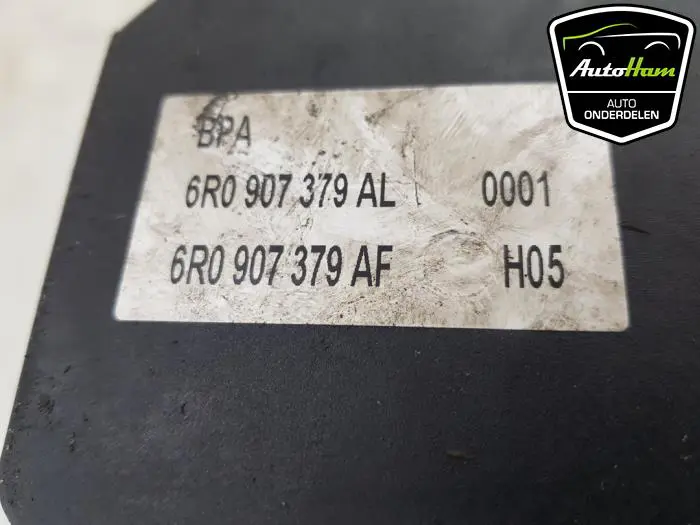 AutoHam
AUTO
ONDERDELEN
BPA
6R0 907 379 AL 0001
6R0 907 379 AF H05